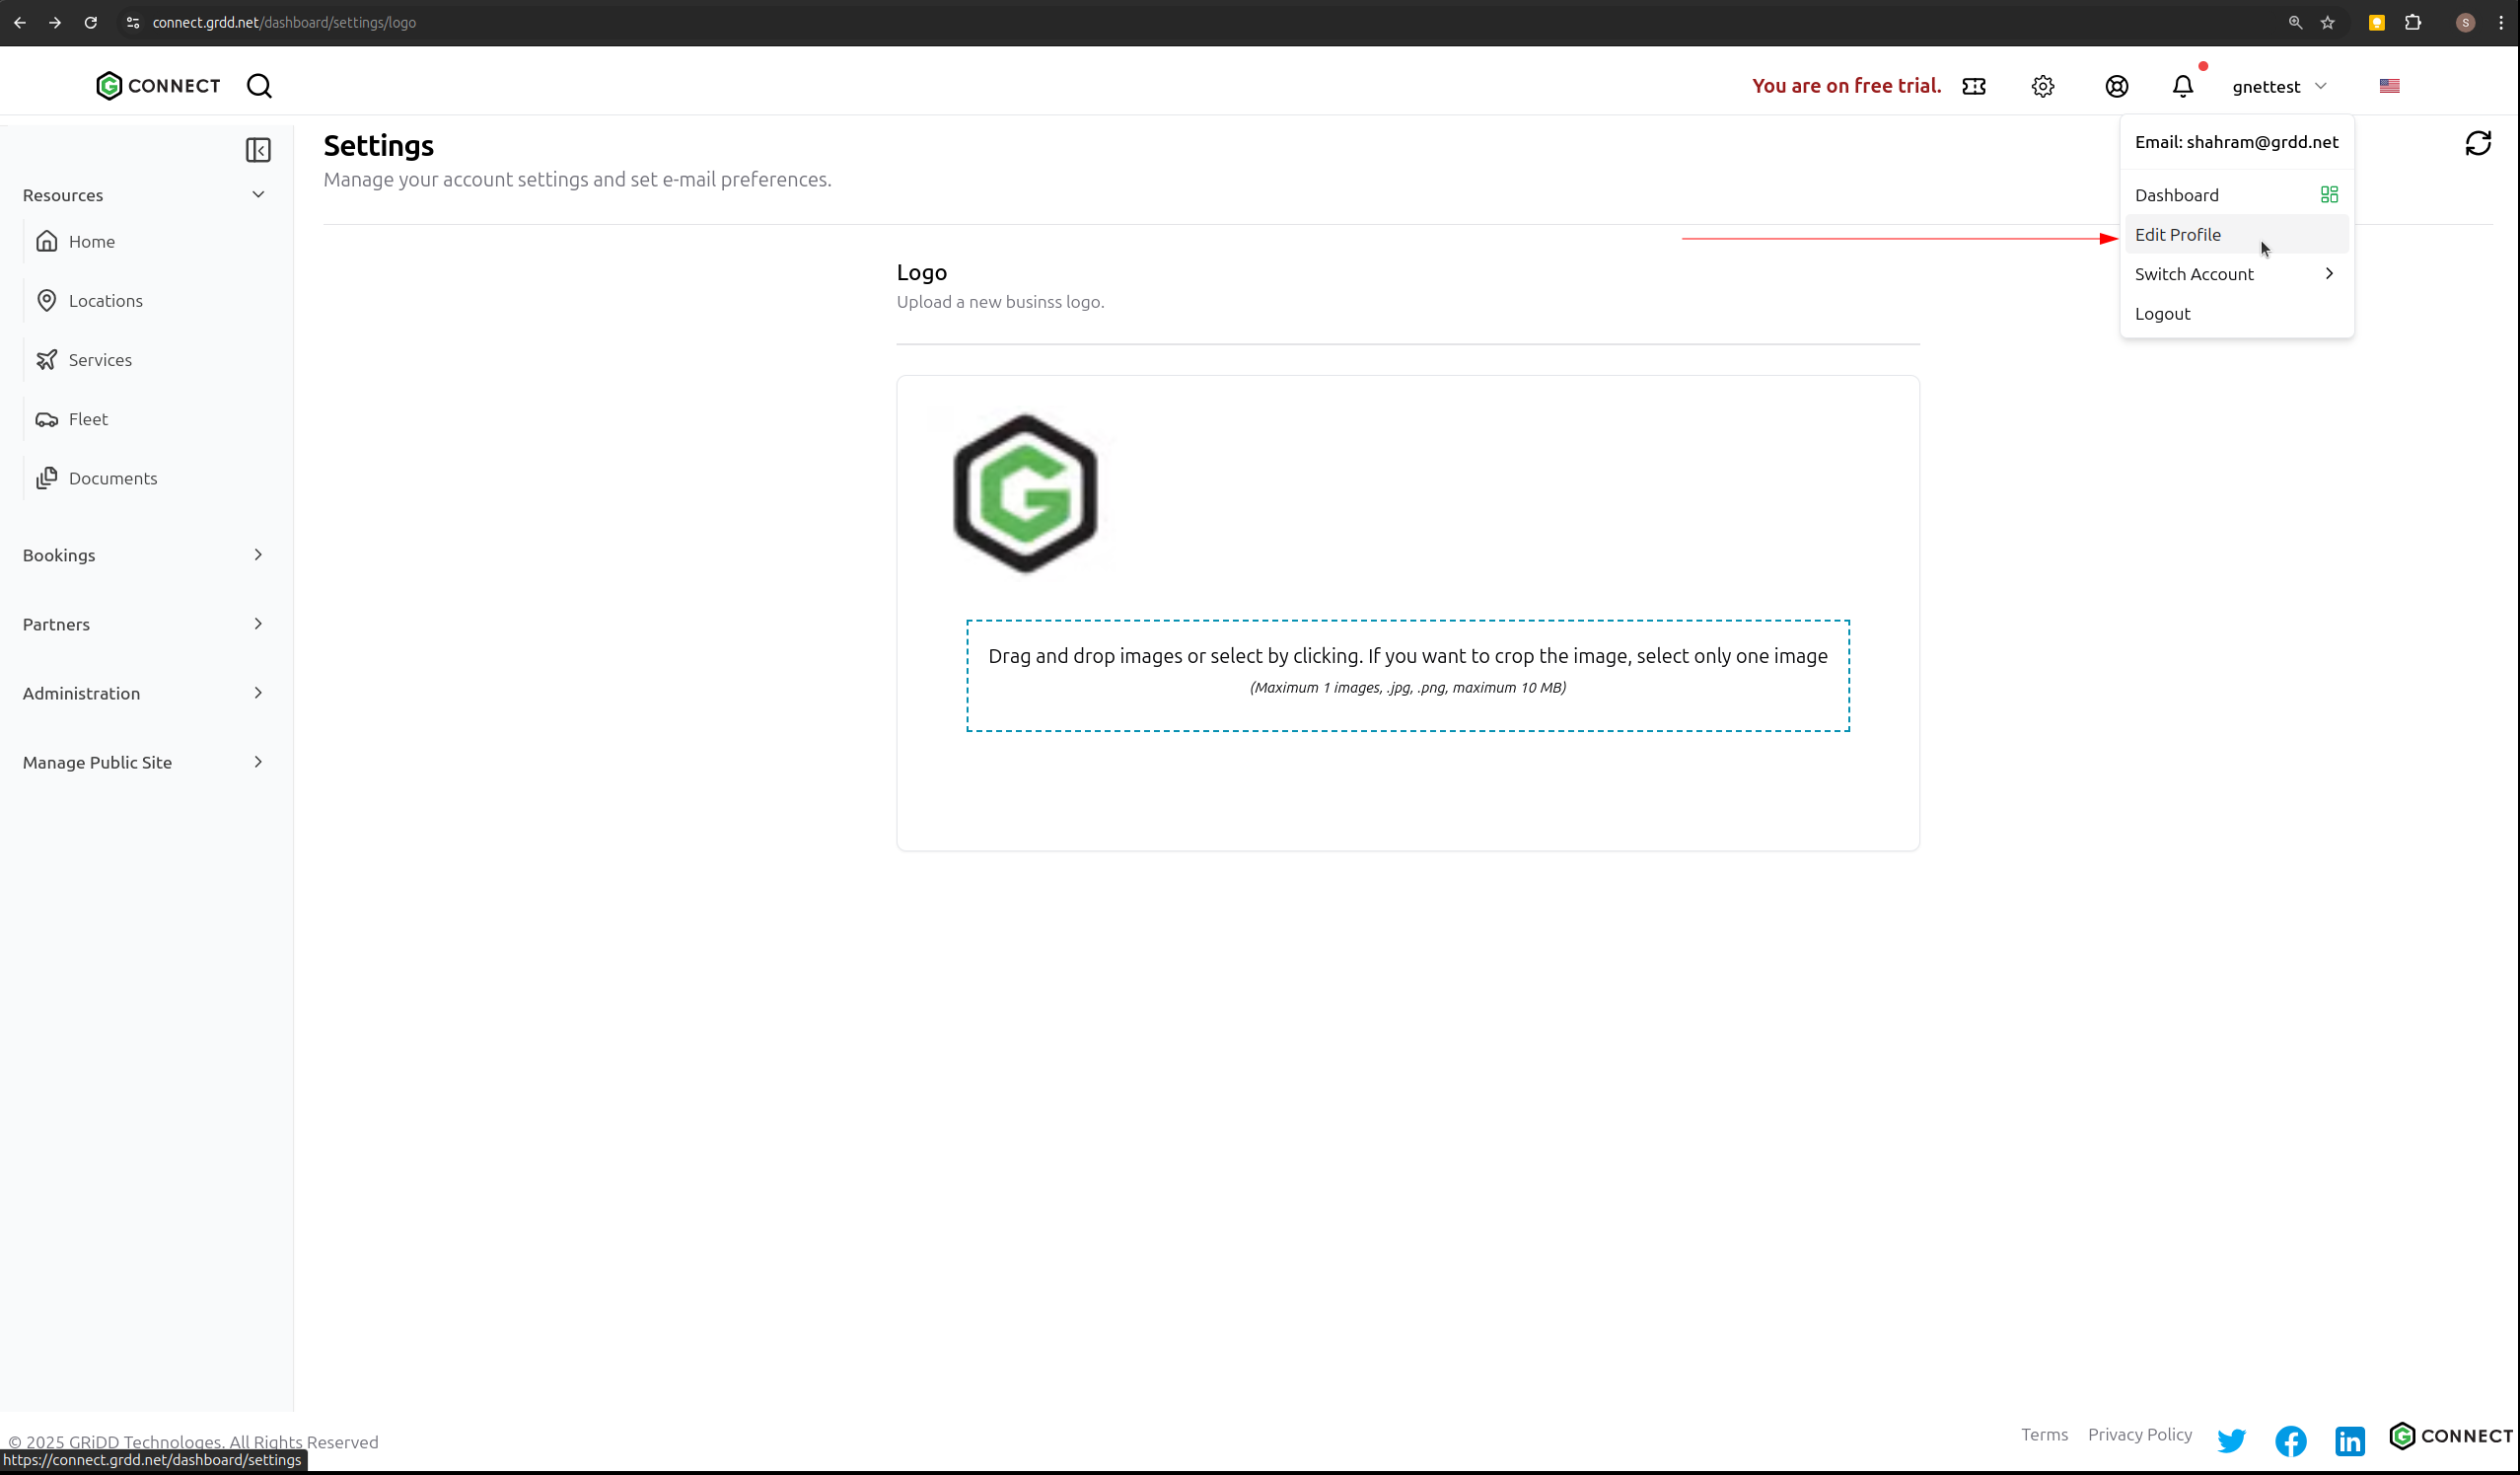 connect.grdd.net/dashboard/settings/logo
S
G CONNECT
You are on free trial.
gnettest
Email: shahram@grdd.net
Dashboard
Edit Profile
Switch Account
Logout
Settings
Manage your account settings and set e-mail preferences.
Resources
Home
Locations
Services
Fleet
Documents
Bookings
Partners
Administration
Manage Public Site
Logo
Upload a new businss logo.
G
Drag and drop images or select by clicking. If you want to crop the image, select only one image
(Maximum 1 images, .jpg, .png, maximum 10 MB)
© 2025 GRiDD Technologes. All Rights Reserved
https://connect.grdd.net/dashboard/settings
Terms
Privacy Policy
in
G CONNECT